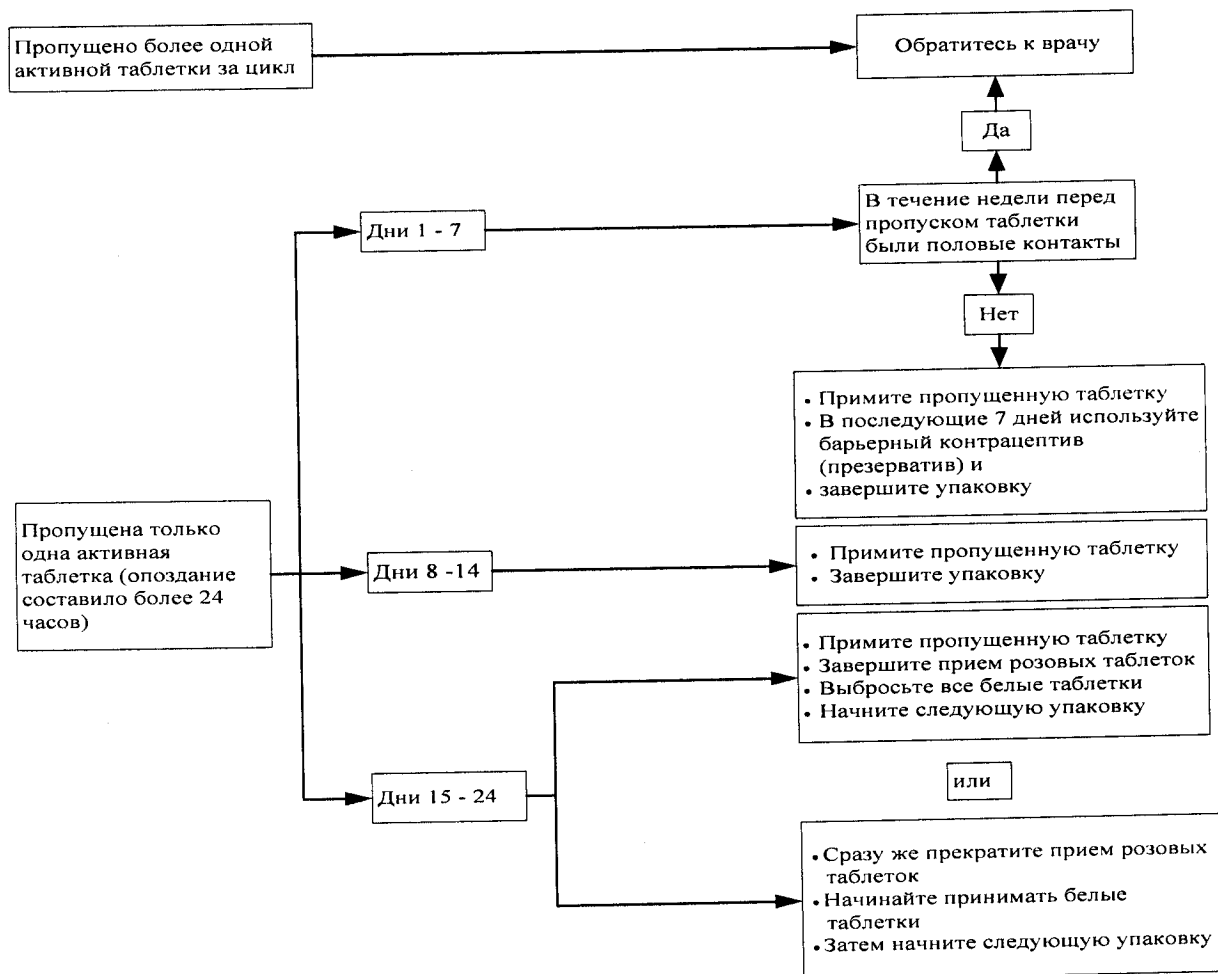 Пропущено более одной
активной таблетки за цикл
Обратитесь к врачу
Да
В течение недели перед
пропуском таблетки
были половые контакты
Дни 1 - 7
Нет
• Примите пропущенную таблетку
• В последующие 7 дней используйте
барьерный контрацептив
(презерватив) и
• завершите упаковку
Пропущена только
одна активная
таблетка (опоздание
составило более 24
часов)
Дни 8 -14
• Примите пропущенную таблетку
• Завершите упаковку
• Примите пропущенную таблетку
• Завершите прием розовых таблеток
• Выбросьте все белые таблетки
• Начните следующую упаковку
Дни 15 - 24
или
• Сразу же прекратите прием розовых
таблеток
• Начинайте принимать белые
таблетки
• Затем начните следующую упаковку